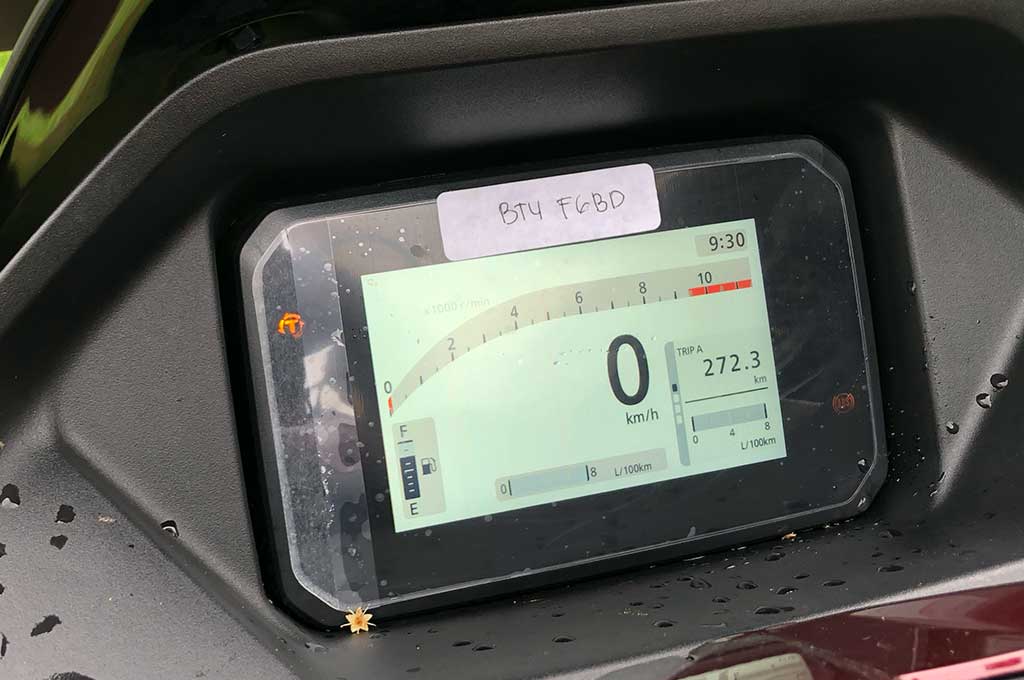 BT4 F6BD
9:30
x1000 r/min
0 2 4 6 8 10
0
km/h
TRIP A
272.3
km
0 4 8
L/100km
F
E
0 8 L/100km